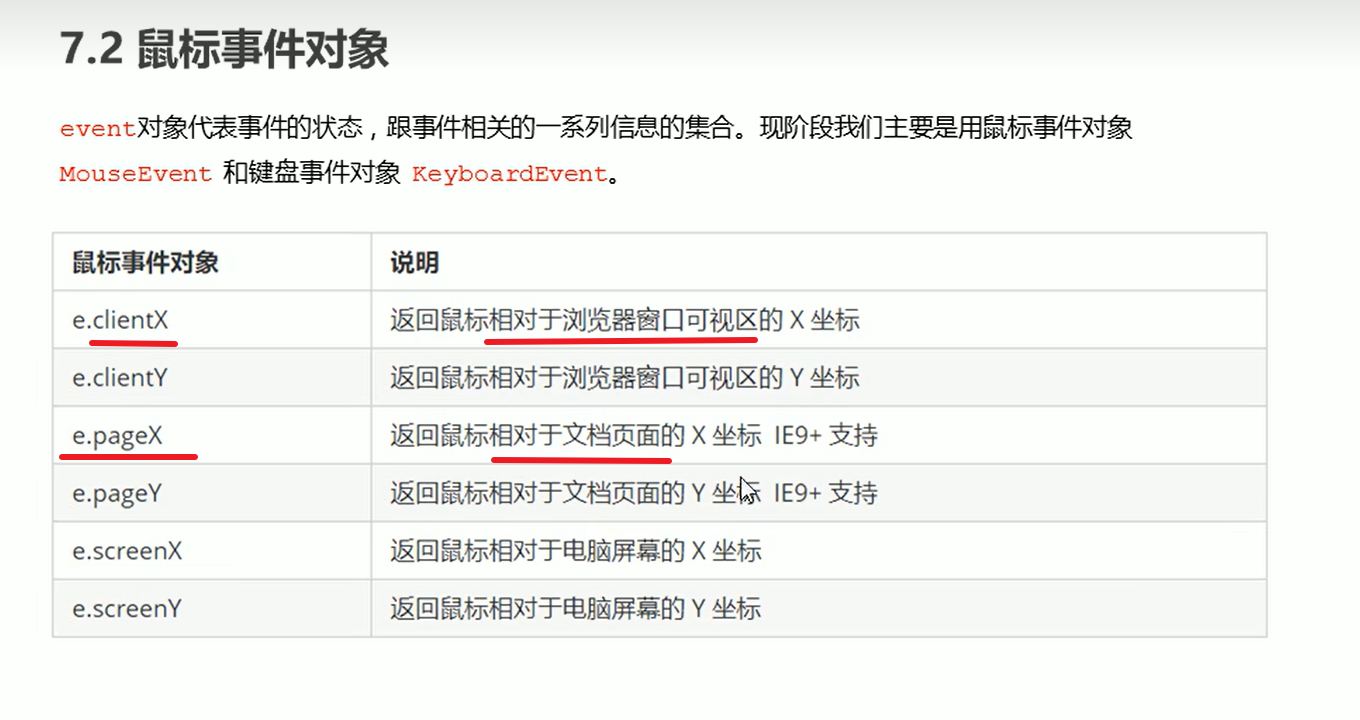 7.2 鼠标事件对象
event对象代表事件的状态，跟事件相关的一系列信息的集合。现阶段我们主要是用鼠标事件对象
MouseEvent 和键盘事件对象 KeyboardEvent。
鼠标事件对象 说明
e.clientX 返回鼠标相对于浏览器窗口可视区的 X 坐标
e.clientY 返回鼠标相对于浏览器窗口可视区的 Y 坐标
e.pageX 返回鼠标相对于文档页面的 X 坐标 IE9+ 支持
e.pageY 返回鼠标相对于文档页面的 Y 坐标 IE9+ 支持
e.screenX 返回鼠标相对于电脑屏幕的 X 坐标
e.screenY 返回鼠标相对于电脑屏幕的 Y 坐标